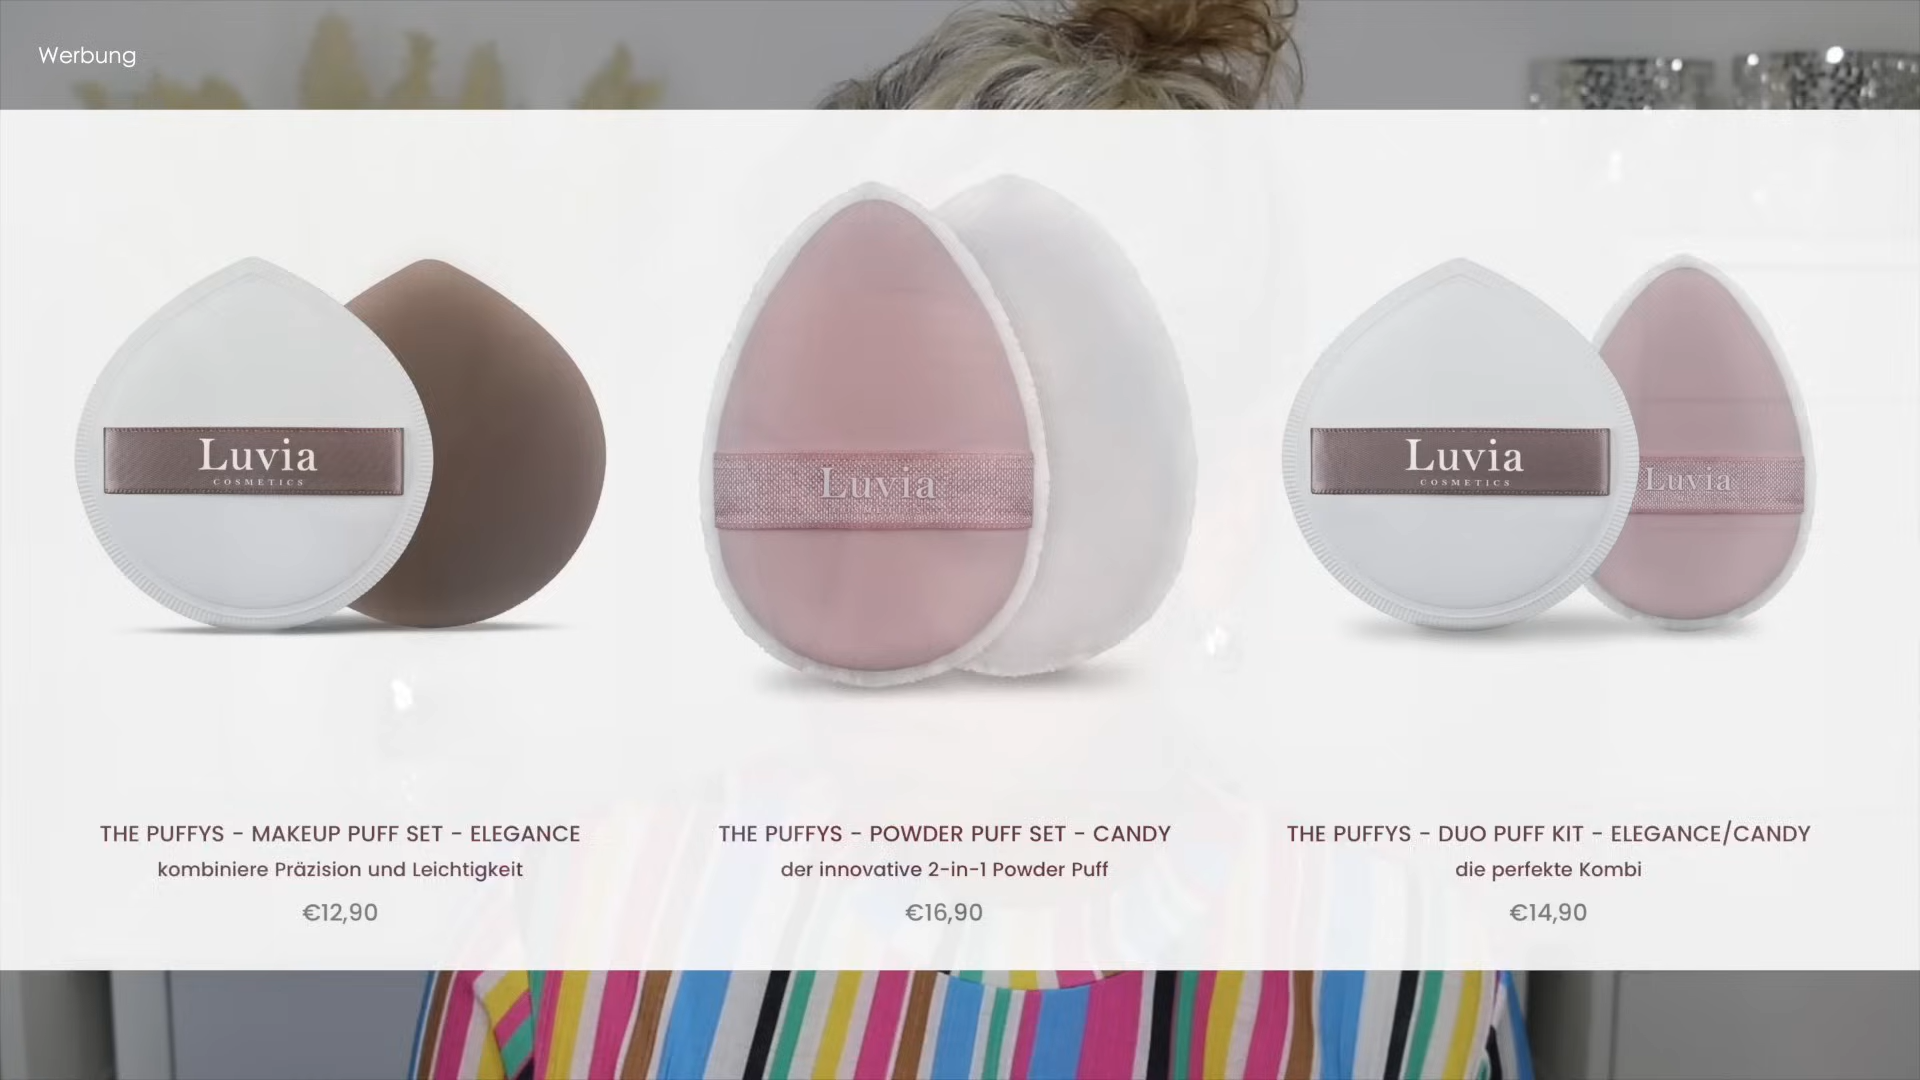 Werbung
Luvia
COSMETICS
Luvia
Luvia
COSMETICS
Luvia
THE PUFFYS - MAKEUP PUFF SET - ELEGANCE
kombiniere Präzision und Leichtigkeit
€12,90
THE PUFFYS - POWDER PUFF SET - CANDY
der innovative 2-in-1 Powder Puff
€16,90
THE PUFFYS - DUO PUFF KIT - ELEGANCE/CANDY
die perfekte Kombi
€14,90